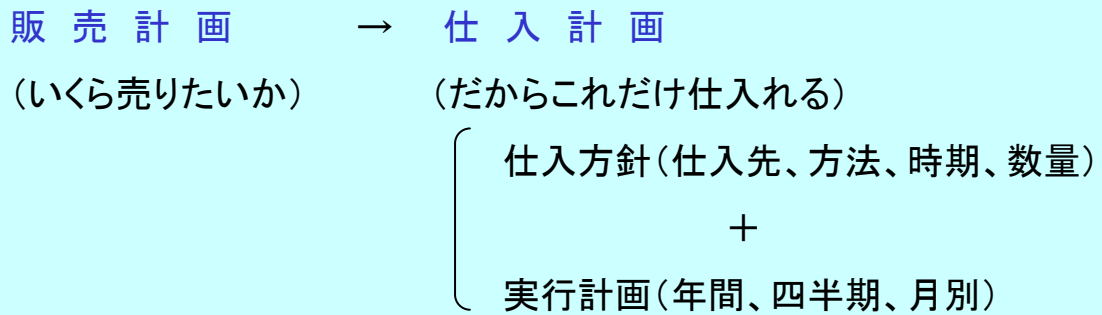 販売計画 → 仕入計画
(いくら売りたいか) (だからこれだけ仕入れる)
仕入方針(仕入先、方法、時期、数量)
＋
実行計画(年間、四半期、月別)